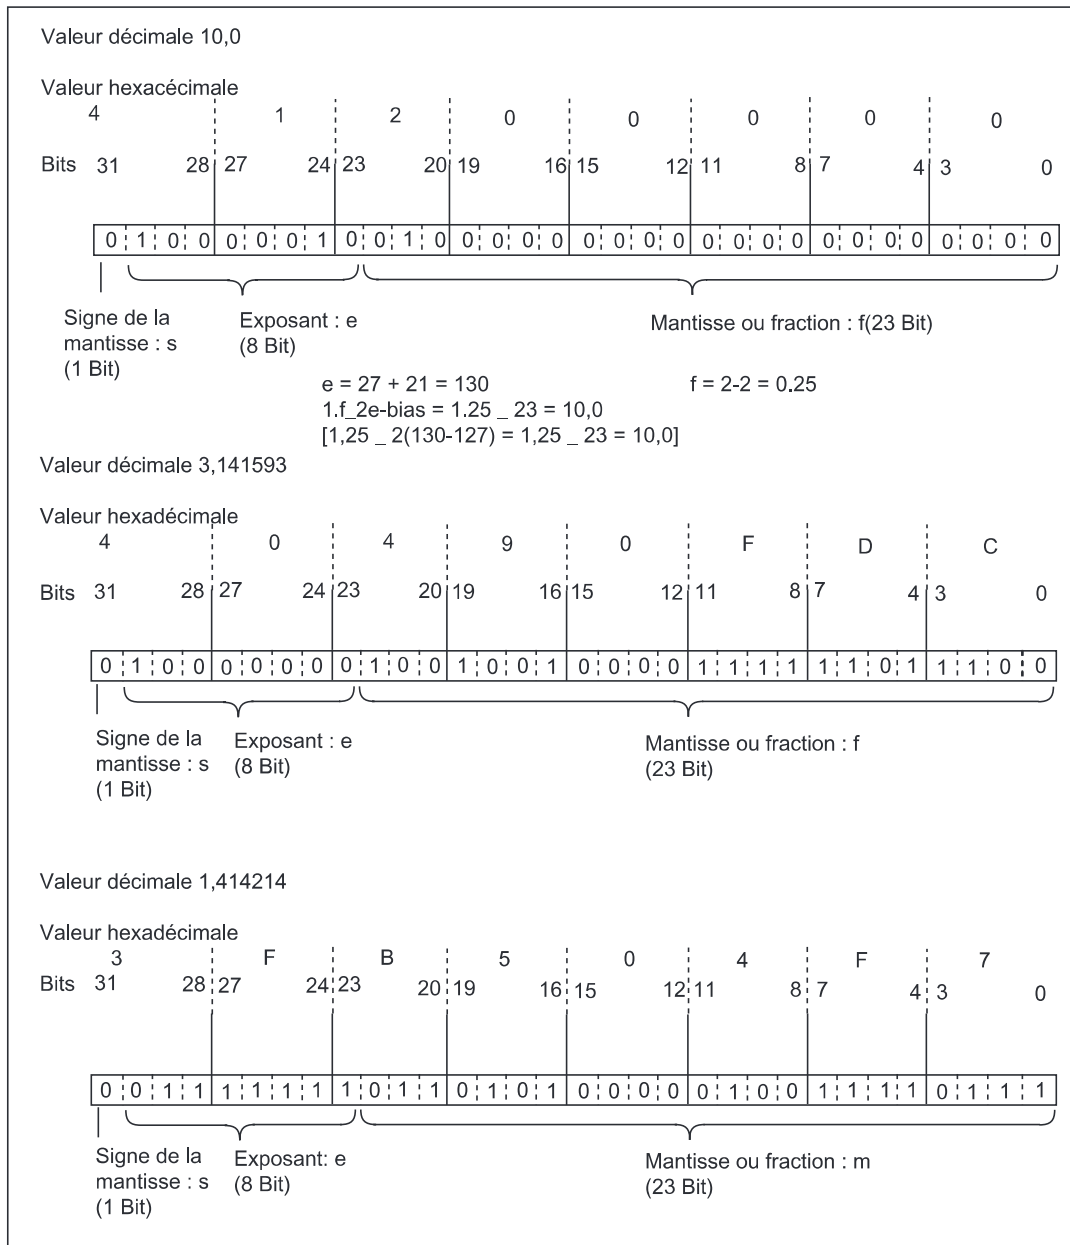 Valeur décimale 10,0
Valeur hexacécimale
4 1 2 0 0 0 0 0
Bits 31 28 27 24 23 20 19 16 15 12 11 8 7 4 3 0
0 1 0 0 0 0 0 1 0 0 1 0 0 0 0 0 0 0 0 0 0 0 0 0 0 0 0 0 0 0 0 0
Signe de la mantisse : s (1 Bit)
Exposant : e (8 Bit)
Mantisse ou fraction : f(23 Bit)
e = 27 + 21 = 130 f = 2-2 = 0.25
1.f_2e-bias = 1.25 _ 23 = 10,0
[1,25 _ 2(130-127) = 1,25 _ 23 = 10,0]
Valeur décimale 3,141593
Valeur hexadécimale
4 0 4 9 0 F D C
Bits 31 28 27 24 23 20 19 16 15 12 11 8 7 4 3 0
0 1 0 0 0 0 0 0 0 1 0 0 1 0 0 1 0 0 0 0 1 1 1 1 1 1 0 1 1 1 0 0
Signe de la mantisse : s (1 Bit)
Exposant : e (8 Bit)
Mantisse ou fraction : f (23 Bit)
Valeur décimale 1,414214
Valeur hexadécimale
3 F B 5 0 4 F 7
Bits 31 28 27 24 23 20 19 16 15 12 11 8 7 4 3 0
0 0 1 1 1 1 1 1 1 0 1 1 0 1 0 1 0 0 0 0 0 1 0 0 1 1 1 1 0 1 1 1
Signe de la mantisse : s (1 Bit)
Exposant: e (8 Bit)
Mantisse ou fraction : m (23 Bit)